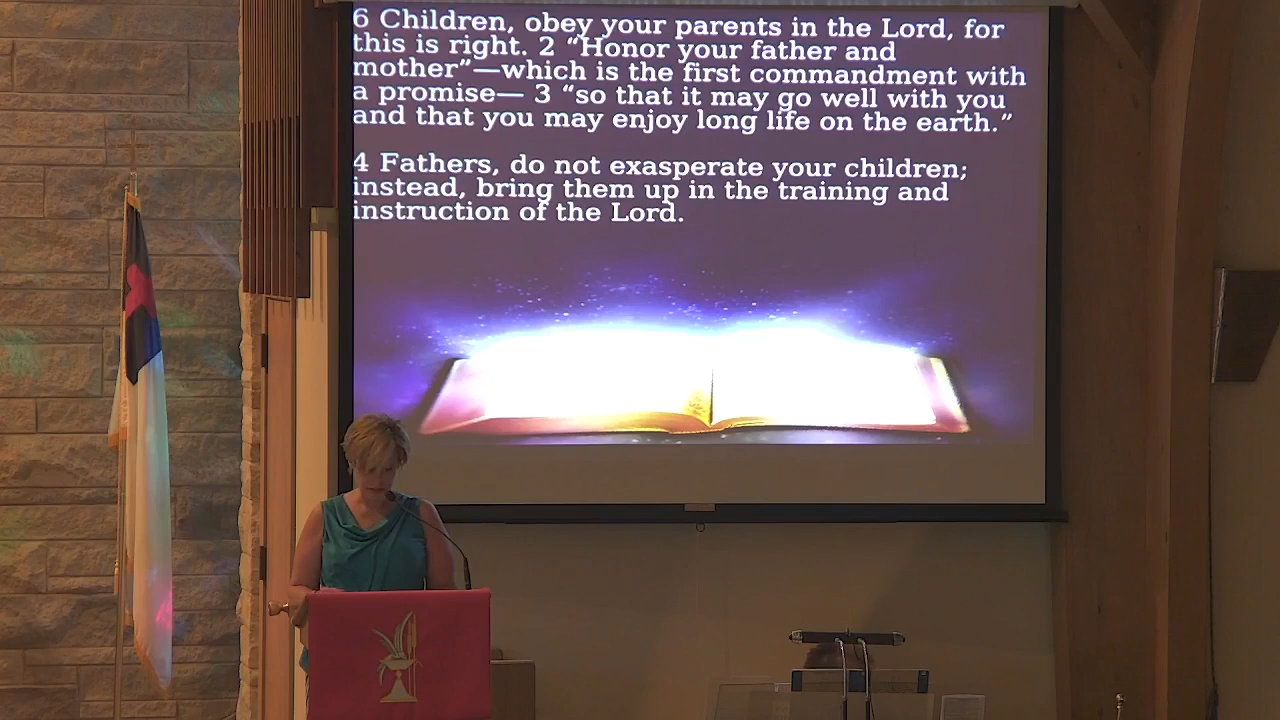 6 Children, obey your parents in the Lord, for
this is right. 2 “Honor your father and
mother”—which is the first commandment with
a promise— 3 “so that it may go well with you
and that you may enjoy long life on the earth.”
4 Fathers, do not exasperate your children;
instead, bring them up in the training and
instruction of the Lord.